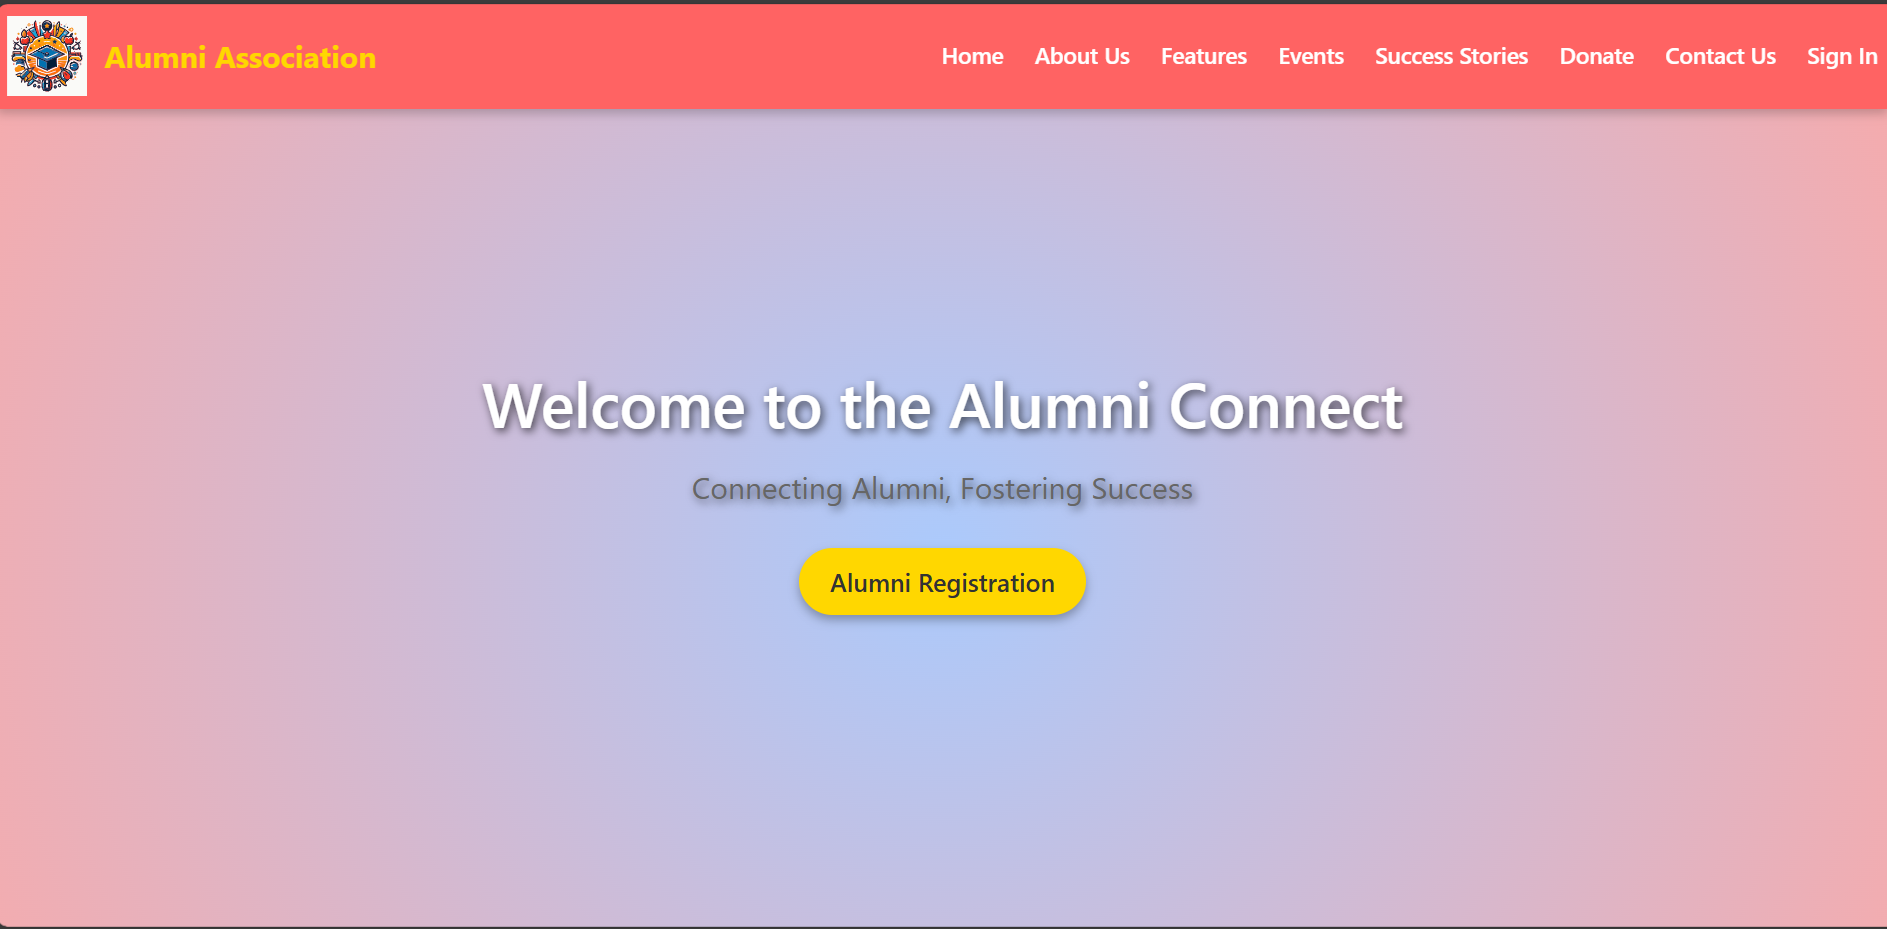 Alumni Association
Home About Us Features Events Success Stories Donate Contact Us Sign In
Welcome to the Alumni Connect
Connecting Alumni, Fostering Success
Alumni Registration